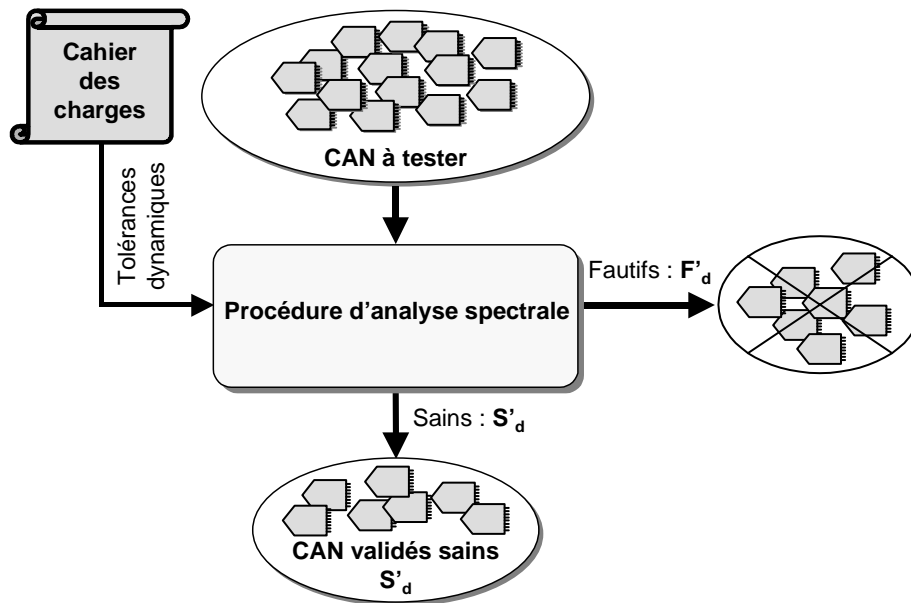 Cahier
des
charges
CAN à tester
Tolérances
dynamiques
Procédure d'analyse spectrale
Fautifs : F'd
Sains : S'd
CAN validés sains
S'd